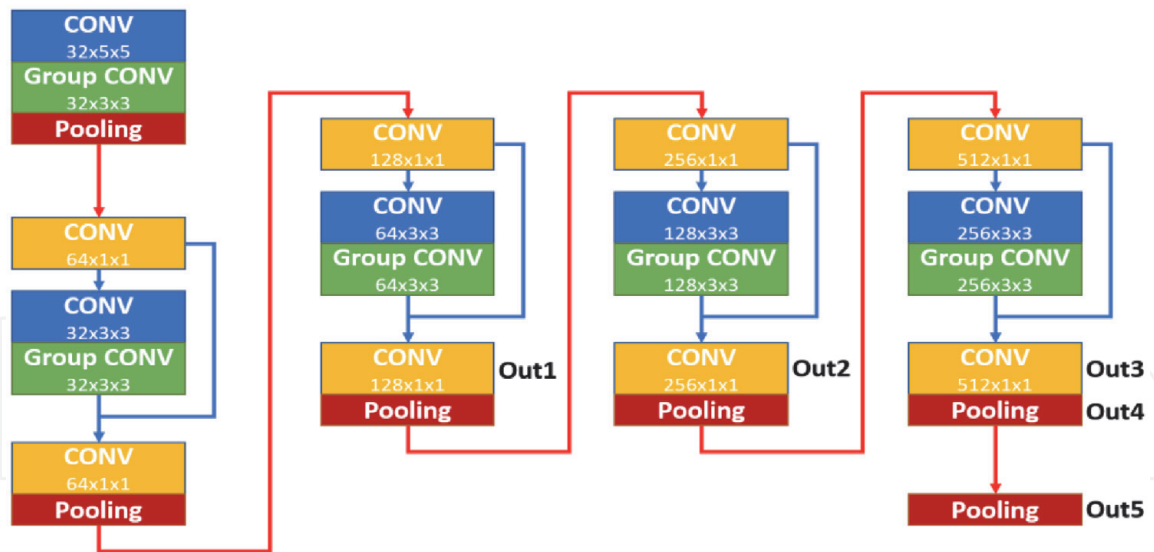 CONV
32x5x5
Group CONV
32x3x3
Pooling
CONV
64x1x1
CONV
32x3x3
Group CONV
32x3x3
CONV
64x1x1
Pooling
CONV
128x1x1
CONV
64x3x3
Group CONV
64x3x3
CONV
128x1x1
Out1
Pooling
CONV
256x1x1
CONV
128x3x3
Group CONV
128x3x3
CONV
256x1x1
Out2
Pooling
CONV
512x1x1
CONV
256x3x3
Group CONV
256x3x3
CONV
512x1x1
Out3
Pooling
Out4
Pooling
Out5